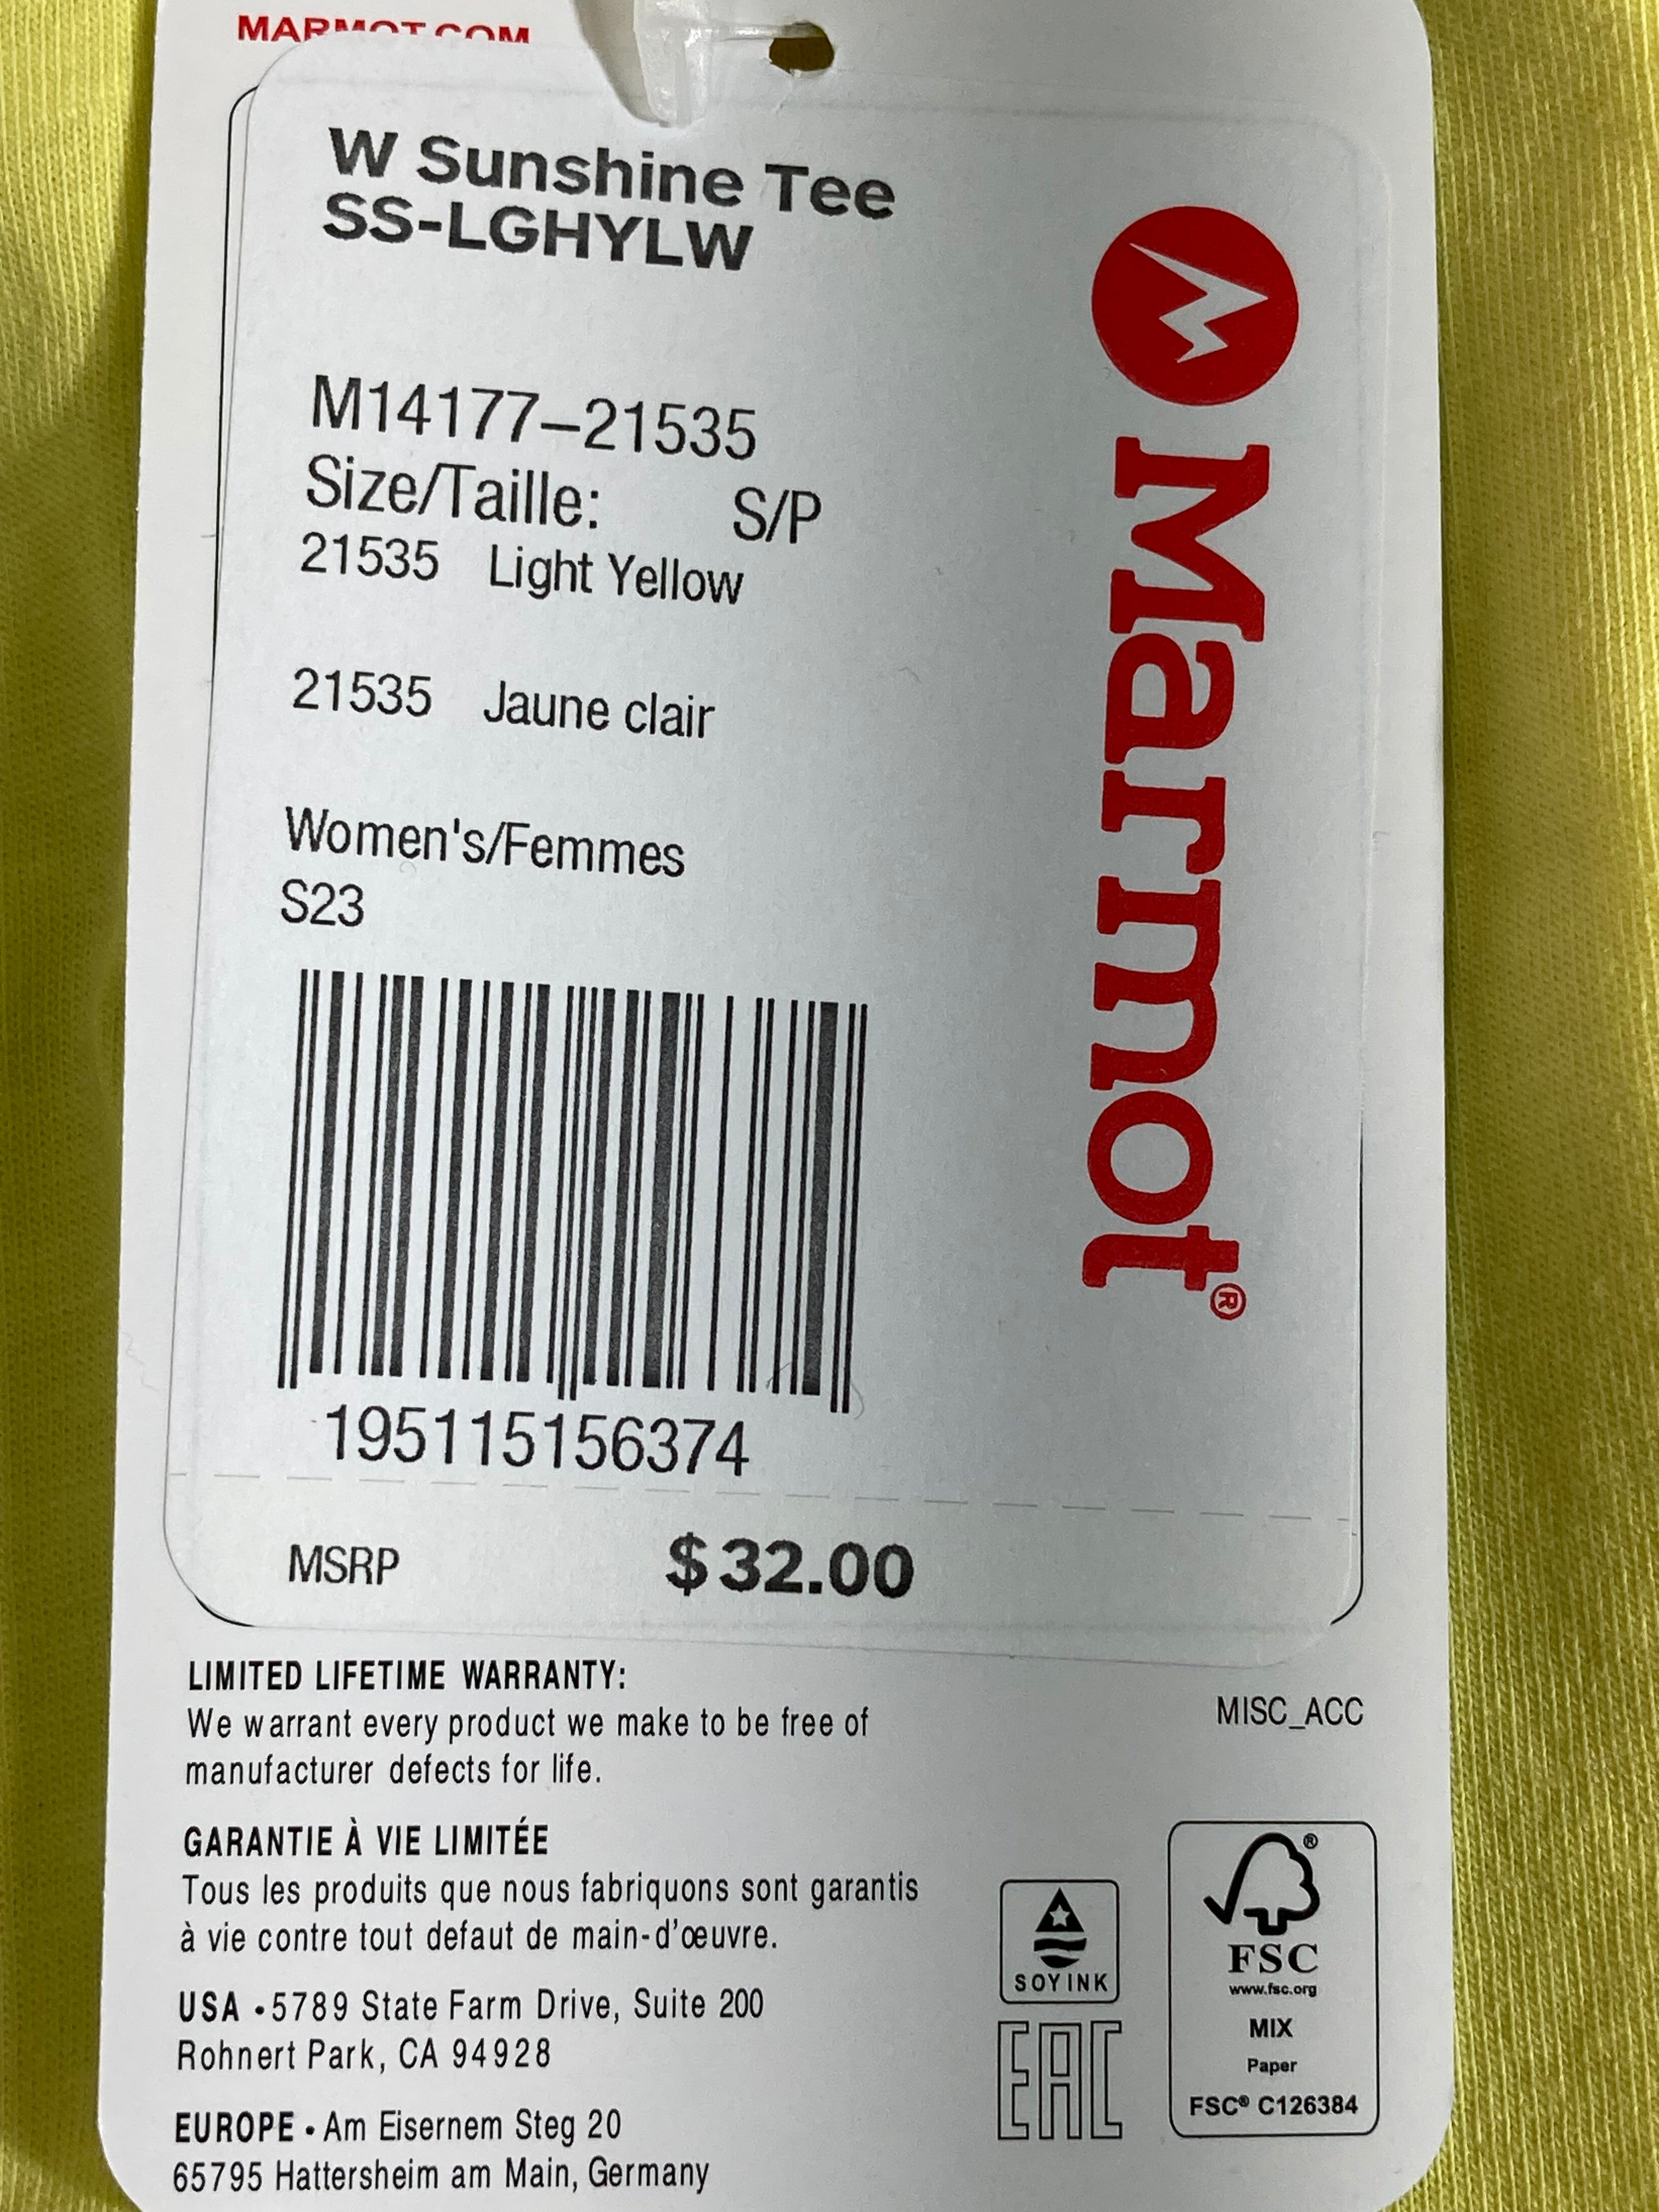 MARMOT.COM
W Sunshine Tee
SS-LGHYLW
M14177-21535
Size/Taille: S/P
21535 Light Yellow
21535 Jaune clair
Women's/Femmes
S23
195115156374
MSRP $32.00
Marmot®
LIMITED LIFETIME WARRANTY:
We warrant every product we make to be free of
manufacturer defects for life.
MISC_ACC
GARANTIE À VIE LIMITÉE
Tous les produits que nous fabriquons sont garantis
à vie contre tout defaut de main-d'œuvre.
USA • 5789 State Farm Drive, Suite 200
Rohnert Park, CA 94928
EUROPE • Am Eisernem Steg 20
65795 Hattersheim am Main, Germany
SOY INK
EAC
®
FSC
www.fsc.org
MIX
Paper
FSC® C126384